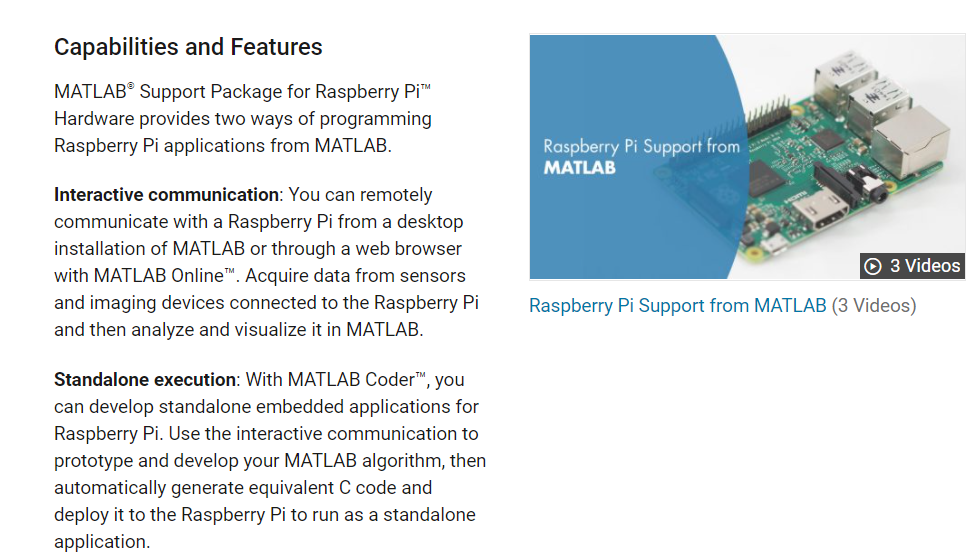 Capabilities and Features
MATLAB® Support Package for Raspberry Pi™
Hardware provides two ways of programming
Raspberry Pi applications from MATLAB.
Interactive communication: You can remotely
communicate with a Raspberry Pi from a desktop
installation of MATLAB or through a web browser
with MATLAB Online™. Acquire data from sensors
and imaging devices connected to the Raspberry Pi
and then analyze and visualize it in MATLAB.
Standalone execution: With MATLAB Coder™, you
can develop standalone embedded applications for
Raspberry Pi. Use the interactive communication to
prototype and develop your MATLAB algorithm, then
automatically generate equivalent C code and
deploy it to the Raspberry Pi to run as a standalone
application.
Raspberry Pi Support from
MATLAB
HDMI
3 Videos
Raspberry Pi Support from MATLAB (3 Videos)